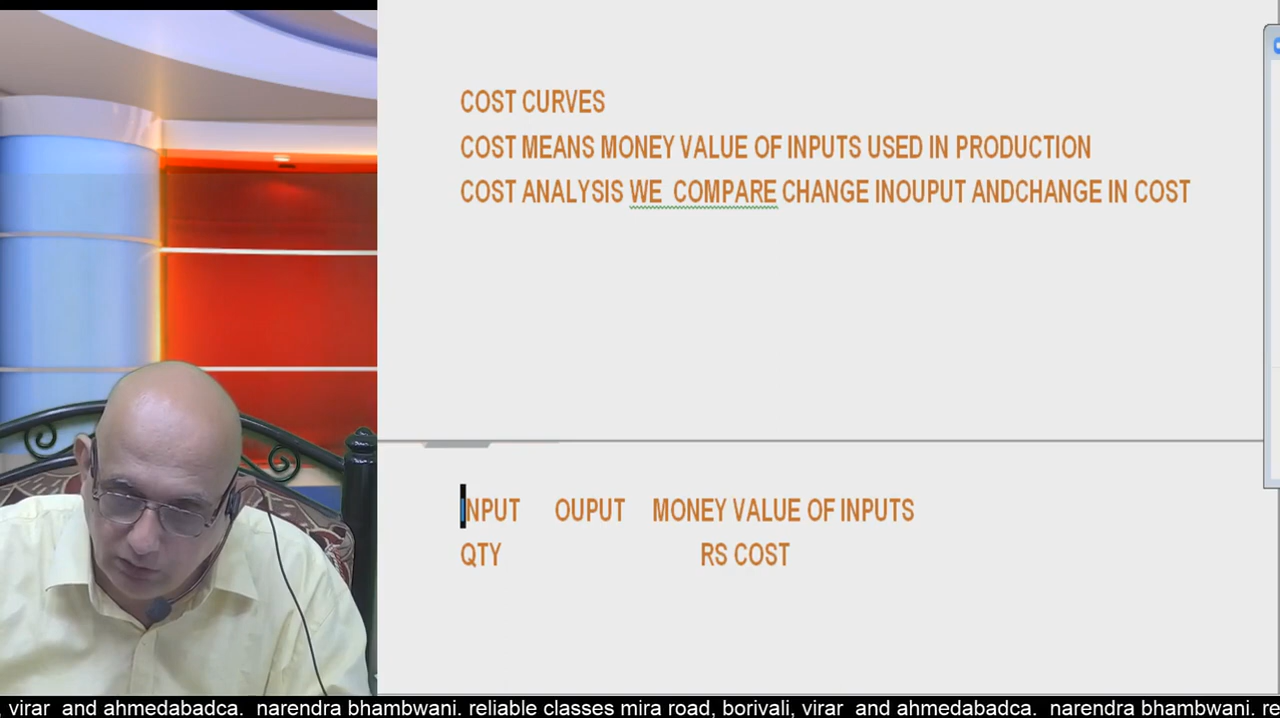 COST CURVES
COST MEANS MONEY VALUE OF INPUTS USED IN PRODUCTION
COST ANALYSIS WE COMPARE CHANGE INOUPUT ANDCHANGE IN COST
INPUT OUPUT MONEY VALUE OF INPUTS
QTY RS COST
, virar and ahmedabadca. narendra bhambwani. reliable classes mira road, borivali, virar and ahmedabadca. narendra bhambwani. re